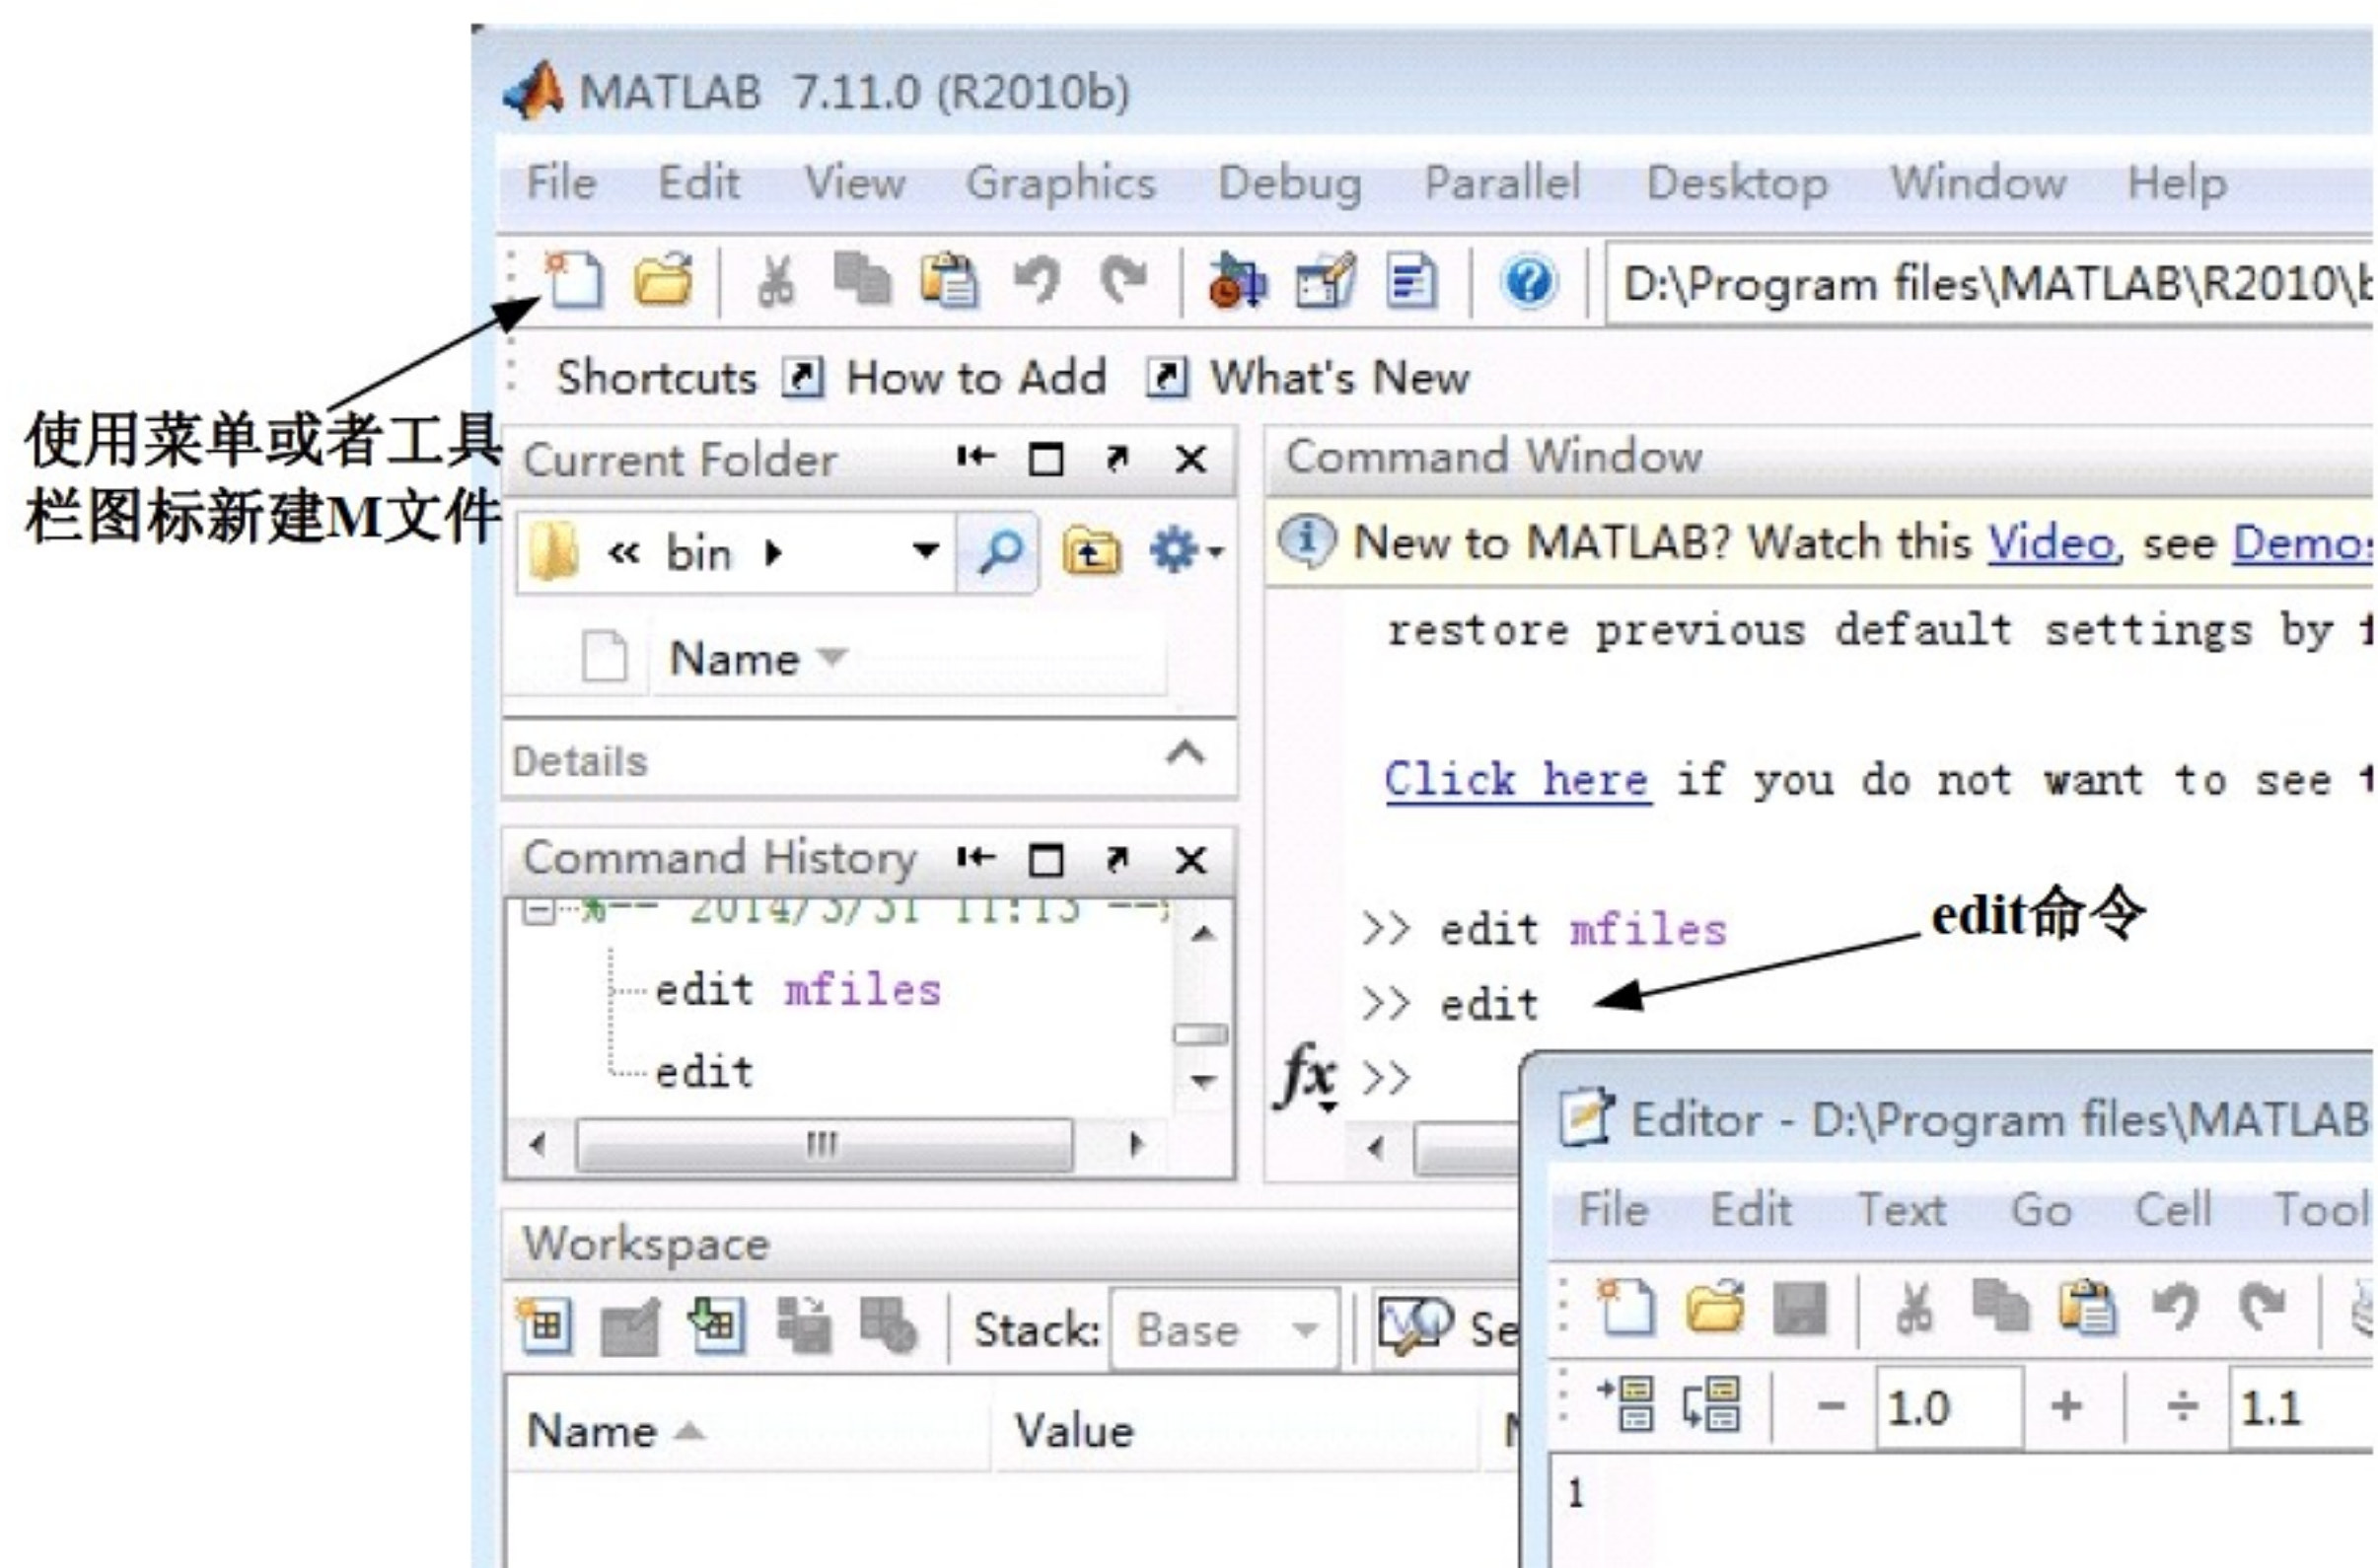 MATLAB 7.11.0 (R2010b)
File Edit View Graphics Debug Parallel Desktop Window Help
D:\Program files\MATLAB\R2010\b
Shortcuts How to Add What's New
使用菜单或者工具
栏图标新建M文件
Current Folder
« bin
Name
Details
Command History
edit mfiles
edit
Command Window
New to MATLAB? Watch this Video, see Demos
restore previous default settings by
Click here if you do not want to see
>> edit mfiles
>> edit
fx >>
edit命令
Workspace
Stack: Base Se
Name Value
Editor - D:\Program files\MATLAB
File Edit Text Go Cell Tool
− 1.0 + ÷ 1.1
1